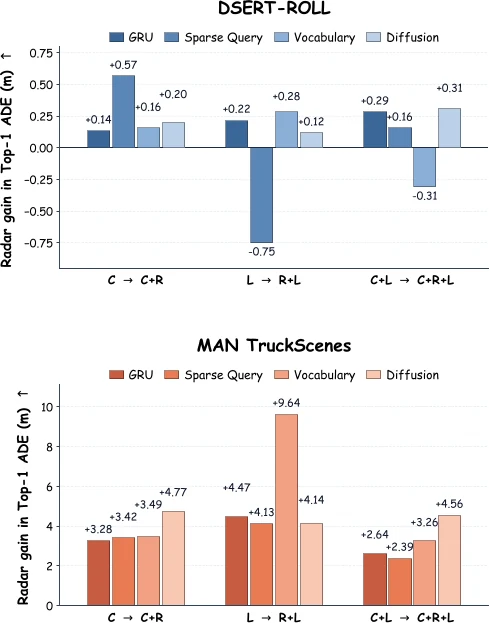 DSERT-ROLL
GRU Sparse Query Vocabulary Diffusion
Radar gain in Top-1 ADE (m) ↑
0.75
0.50
0.25
0.00
-0.25
-0.50
-0.75
+0.14 +0.57 +0.16 +0.20
+0.22 -0.75 +0.28 +0.12
+0.29 +0.16 -0.31 +0.31
C → C+R L → R+L C+L → C+R+L
MAN TruckScenes
GRU Sparse Query Vocabulary Diffusion
Radar gain in Top-1 ADE (m) ↑
10
8
6
4
2
0
+3.28 +3.42 +3.49 +4.77
+4.47 +4.13 +9.64 +4.14
+2.64 +2.39 +3.26 +4.56
C → C+R L → R+L C+L → C+R+L